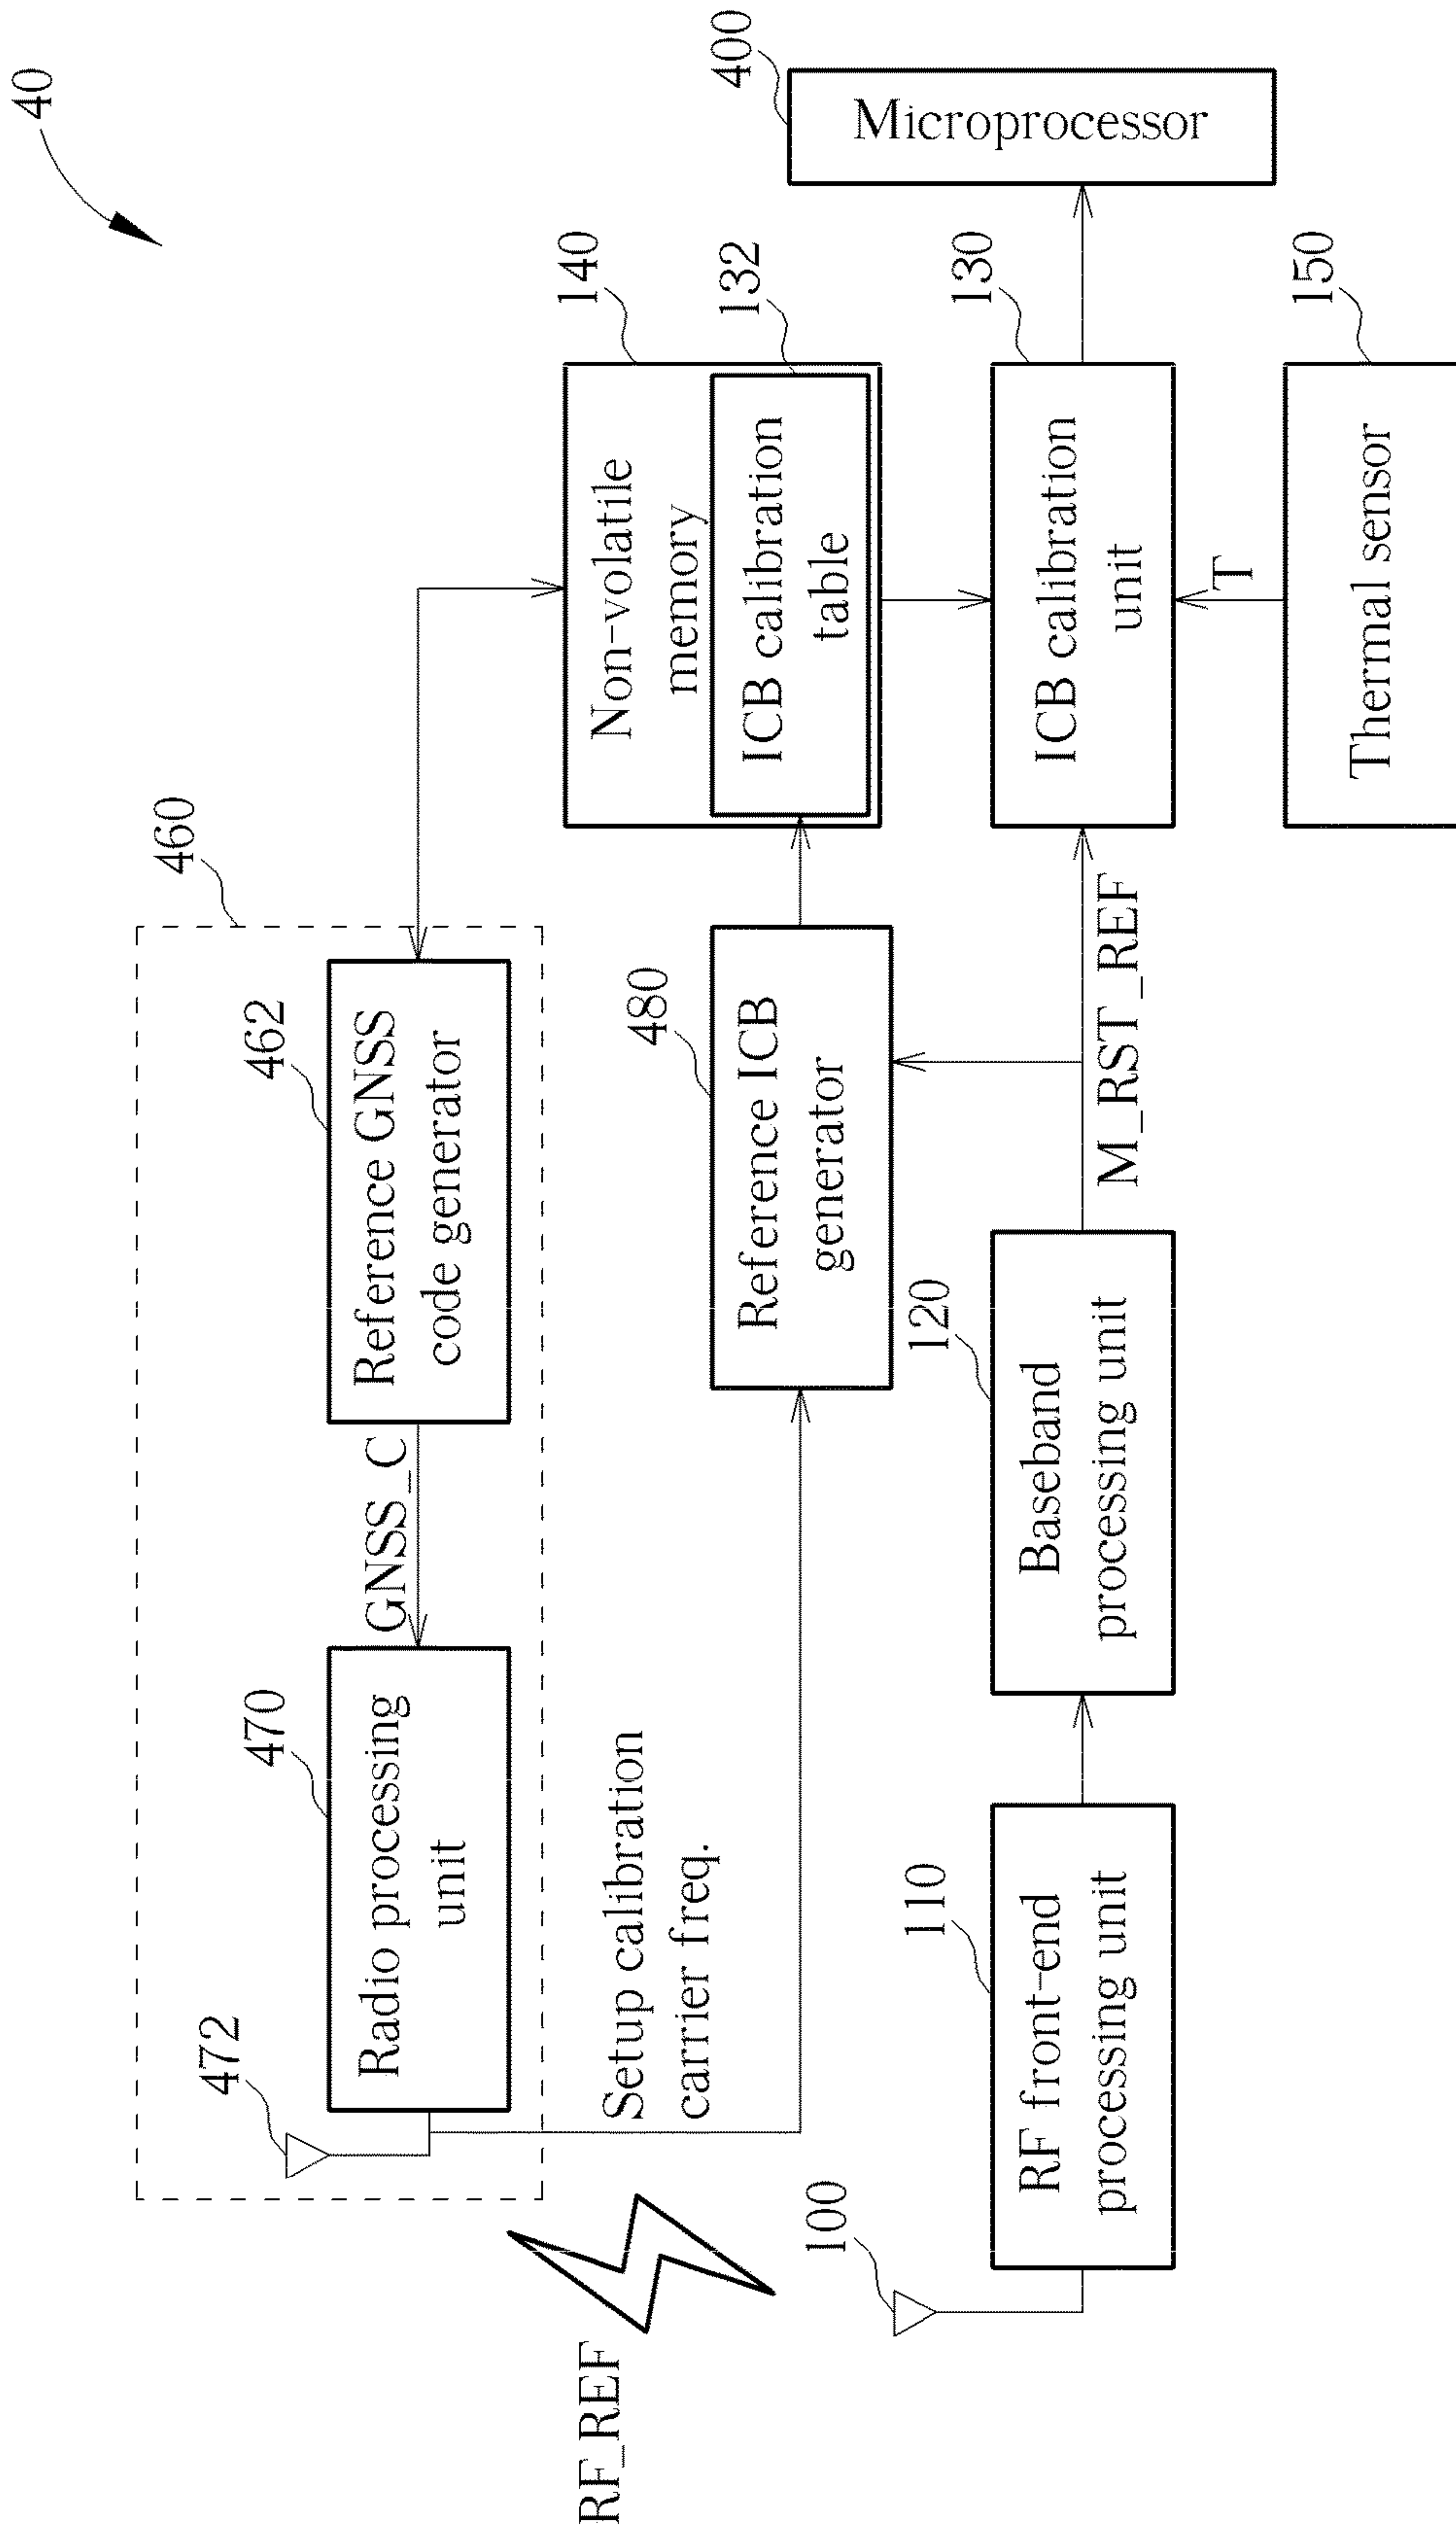 40
460
472
470
462
Radio processing
unit
GNSS_C
Reference GNSS
code generator
RF_REF
Setup calibration
carrier freq.
480
Reference ICB
generator
140
Non-volatile
memory
132
ICB calibration
table
400
Microprocessor
100
110
RF front-end
processing unit
120
Baseband
processing unit
M_RST_REF
130
ICB calibration
unit
T
150
Thermal sensor